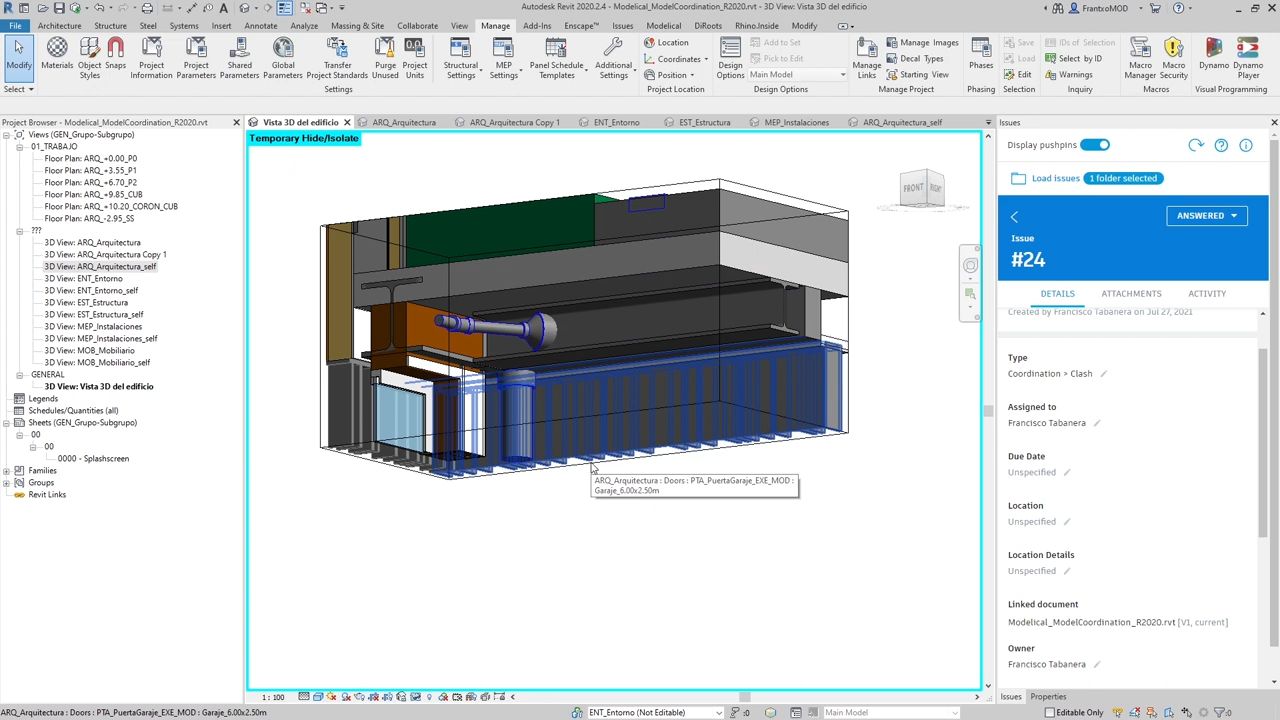 Autodesk Revit 2020.2.4 - Modelical_ModelCoordination_R2020.rvt - 3D View: Vista 3D del edificio
FrantxoMOD
File Architecture Structure Steel Systems Insert Annotate Analyze Massing & Site Collaborate View Manage Add-Ins Enscape™ Issues Modelical DiRoots Rhino.Inside Modify
Modify
Materials
Object Styles
Snaps
Project Information
Project Parameters
Shared Parameters
Global Parameters
Transfer Project Standards
Purge Unused
Project Units
Structural Settings
MEP Settings
Panel Schedule Templates
Additional Settings
Location
Coordinates
Position
Design Options
Add to Set
Pick to Edit
Main Model
Manage Links
Manage Images
Decal Types
Starting View
Phases
Save
Load
Edit
IDs of Selection
Select by ID
Warnings
Macro Manager
Macro Security
Dynamo
Dynamo Player
Select
Settings
Project Location
Design Options
Manage Project
Phasing
Selection
Inquiry
Macros
Visual Programming
Project Browser - Modelical_ModelCoordination_R2020.rvt
Views (GEN_Grupo-Subgrupo)
01_TRABAJO
Floor Plan: ARQ_+0.00_P0
Floor Plan: ARQ_+3.55_P1
Floor Plan: ARQ_+6.70_P2
Floor Plan: ARQ_+9.85_CUB
Floor Plan: ARQ_+10.20_CORON_CUB
Floor Plan: ARQ_-2.95_SS
???
3D View: ARQ_Arquitectura
3D View: ARQ_Arquitectura Copy 1
3D View: ARQ_Arquitectura_self
3D View: ENT_Entorno
3D View: ENT_Entorno_self
3D View: EST_Estructura
3D View: EST_Estructura_self
3D View: MEP_Instalaciones
3D View: MEP_Instalaciones_self
3D View: MOB_Mobiliario
3D View: MOB_Mobiliario_self
GENERAL
3D View: Vista 3D del edificio
Legends
Schedules/Quantities (all)
Sheets (GEN_Grupo-Subgrupo)
00
00
0000 - Splashscreen
Families
Groups
Revit Links
Vista 3D del edificio
ARQ_Arquitectura
ARQ_Arquitectura Copy 1
ENT_Entorno
EST_Estructura
MEP_Instalaciones
ARQ_Arquitectura_self
Temporary Hide/Isolate
FRONT
RIGHT
ARQ_Arquitectura : Doors : PTA_PuertaGaraje_EXE_MOD :
Garaje_6.00x2.50m
1 : 100
Issues
Display pushpins
Load issues 1 folder selected
ANSWERED
Issue
#24
DETAILS ATTACHMENTS ACTIVITY
Created by Francisco Tabanera on Jul 27, 2021
Type
Coordination > Clash
Assigned to
Francisco Tabanera
Due Date
Unspecified
Location
Unspecified
Location Details
Unspecified
Linked document
Modelical_ModelCoordination_R2020.rvt [V1, current]
Owner
Francisco Tabanera
Issues Properties
ARQ_Arquitectura : Doors : PTA_PuertaGaraje_EXE_MOD : Garaje_6.00x2.50m
ENT_Entorno (Not Editable)
:0
Main Model
Editable Only
:0